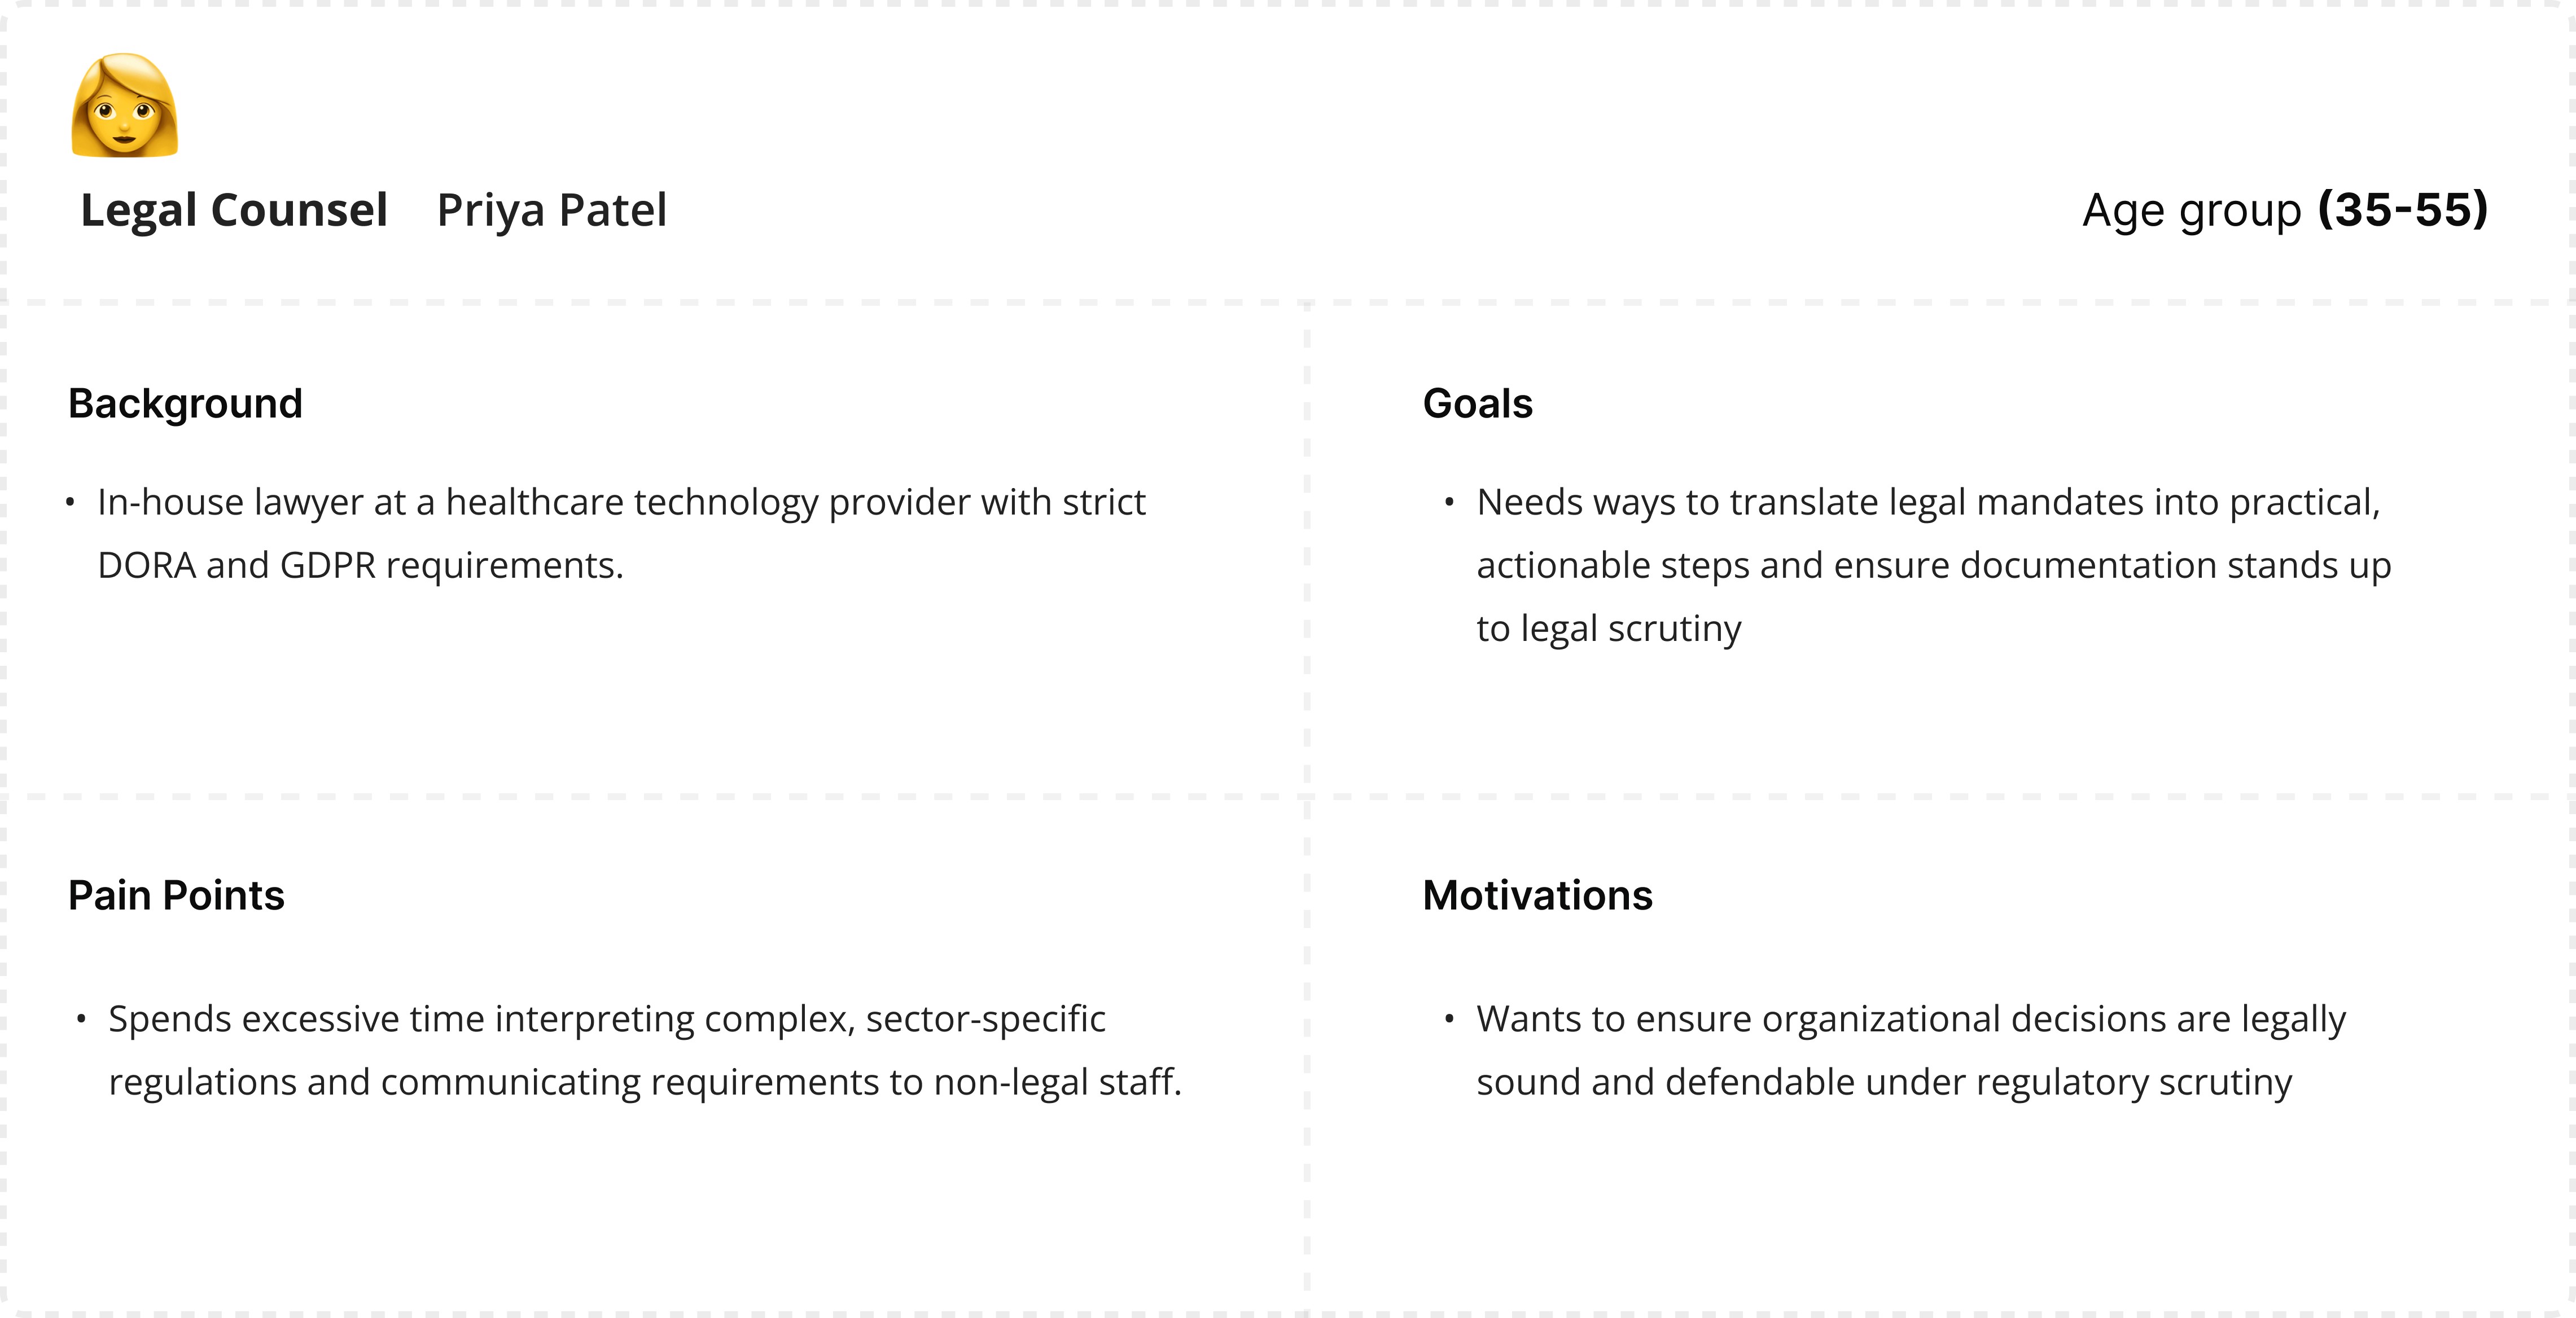 Legal Counsel Priya Patel
Age group (35-55)
Background
• In-house lawyer at a healthcare technology provider with strict
DORA and GDPR requirements.
Goals
• Needs ways to translate legal mandates into practical,
actionable steps and ensure documentation stands up
to legal scrutiny
Pain Points
• Spends excessive time interpreting complex, sector-specific
regulations and communicating requirements to non-legal staff.
Motivations
• Wants to ensure organizational decisions are legally
sound and defendable under regulatory scrutiny